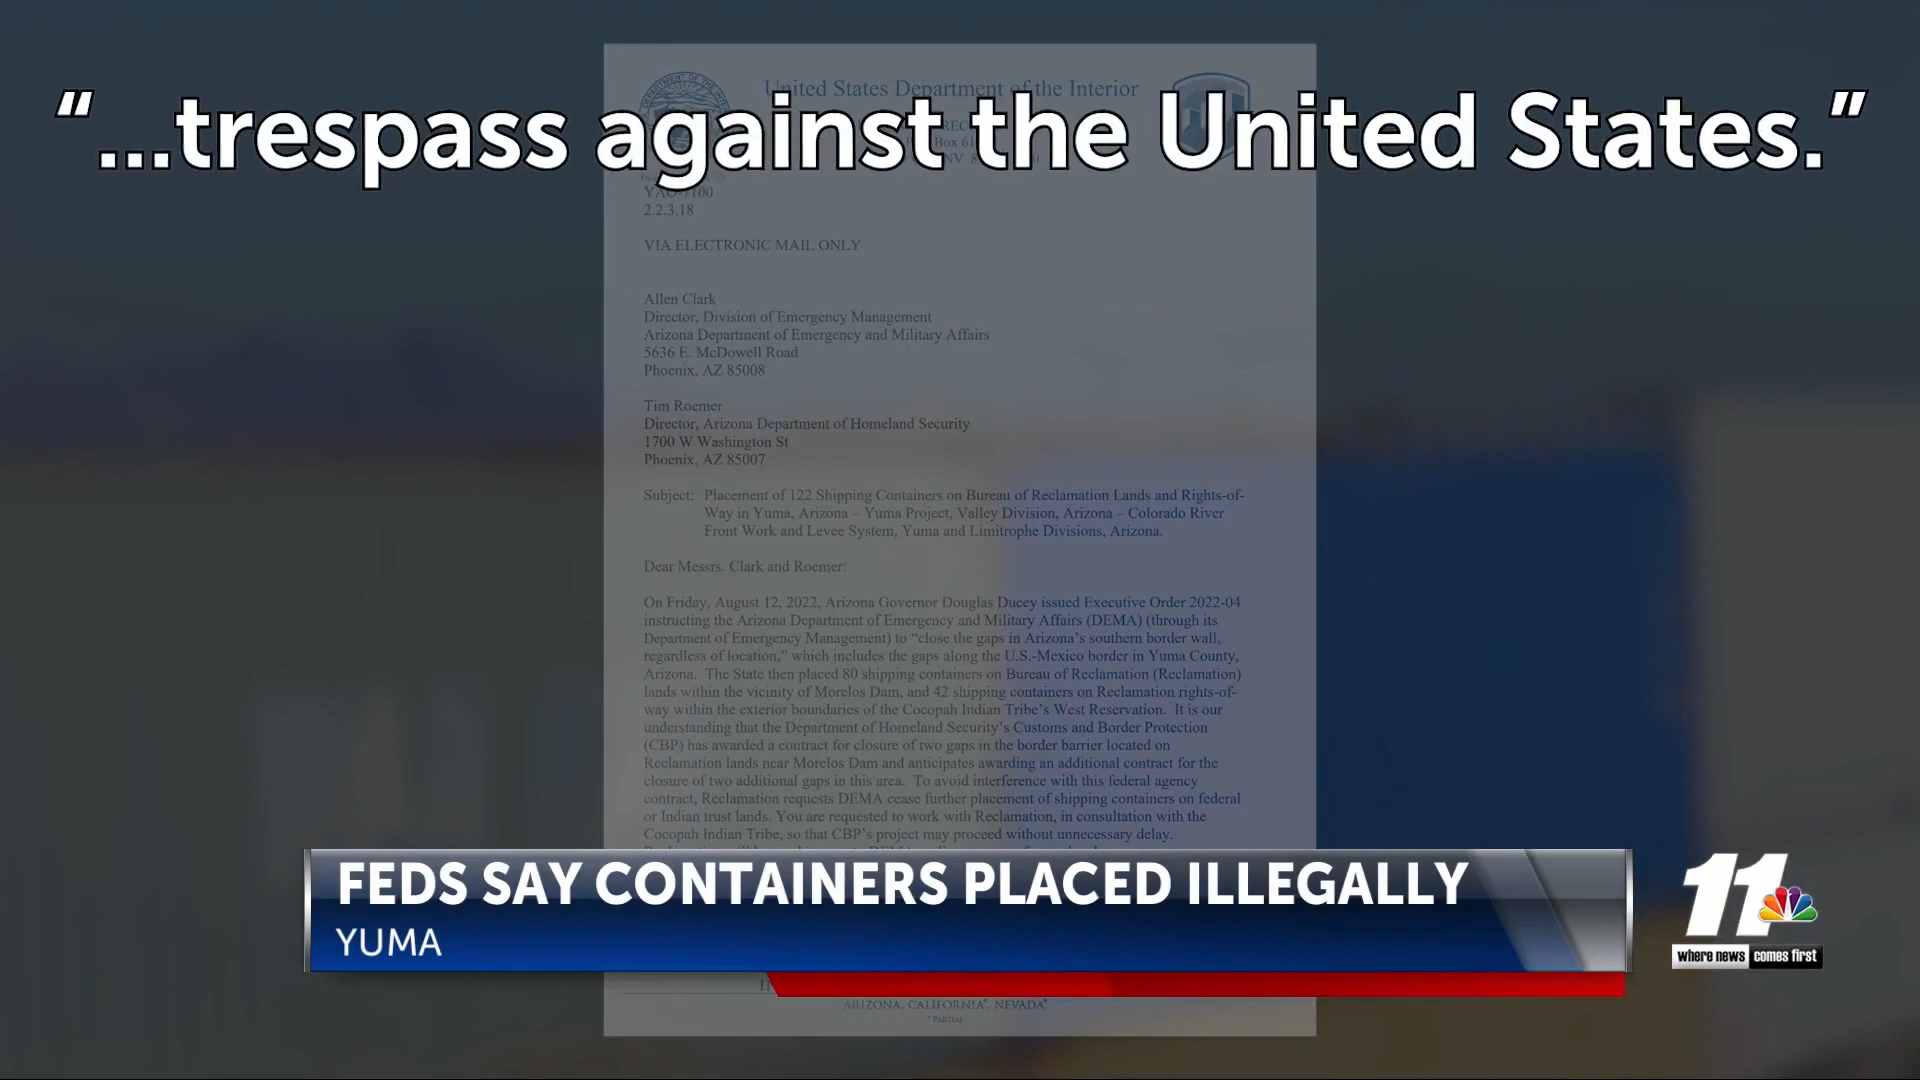 “...trespass against the United States.”
United States Department of the Interior
YAO-7100
2.2.3.18
VIA ELECTRONIC MAIL ONLY
Allen Clark
Director, Division of Emergency Management
Arizona Department of Emergency and Military Affairs
5636 E. McDowell Road
Phoenix, AZ 85008
Tim Roemer
Director, Arizona Department of Homeland Security
1700 W Washington St
Phoenix, AZ 85007
Subject: Placement of 122 Shipping Containers on Bureau of Reclamation Lands and Rights-of-
Way in Yuma, Arizona – Yuma Project, Valley Division, Arizona – Colorado River
Front Work and Levee System, Yuma and Limitrophe Divisions, Arizona.
Dear Messrs. Clark and Roemer:
On Friday, August 12, 2022, Arizona Governor Douglas Ducey issued Executive Order 2022-04
instructing the Arizona Department of Emergency and Military Affairs (DEMA) (through its
Department of Emergency Management) to “close the gaps in Arizona’s southern border wall,
regardless of location,” which includes the gaps along the U.S.-Mexico border in Yuma County,
Arizona. The State then placed 80 shipping containers on Bureau of Reclamation (Reclamation)
lands within the vicinity of Morelos Dam, and 42 shipping containers on Reclamation rights-of-
way within the exterior boundaries of the Cocopah Indian Tribe’s West Reservation. It is our
understanding that the Department of Homeland Security’s Customs and Border Protection
(CBP) has awarded a contract for closure of two gaps in the border barrier located on
Reclamation lands near Morelos Dam and anticipates awarding an additional contract for the
closure of two additional gaps in this area. To avoid interference with this federal agency
contract, Reclamation requests DEMA cease further placement of shipping containers on federal
or Indian trust lands. You are requested to work with Reclamation, in consultation with the
Cocopah Indian Tribe, so that CBP’s project may proceed without unnecessary delay.
FEDS SAY CONTAINERS PLACED ILLEGALLY
YUMA
11
where news comes first
ARIZONA, CALIFORNIA*, NEVADA*
* PARTIAL